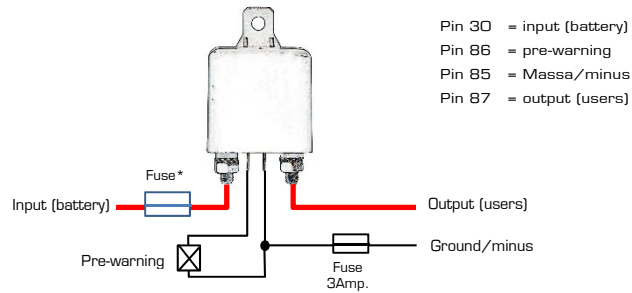 Pin 30 = input (battery)
Pin 86 = pre-warning
Pin 85 = Massa/minus
Pin 87 = output (users)
Fuse*
Input (battery)
Output (users)
Ground/minus
Pre-warning
Fuse
3Amp.